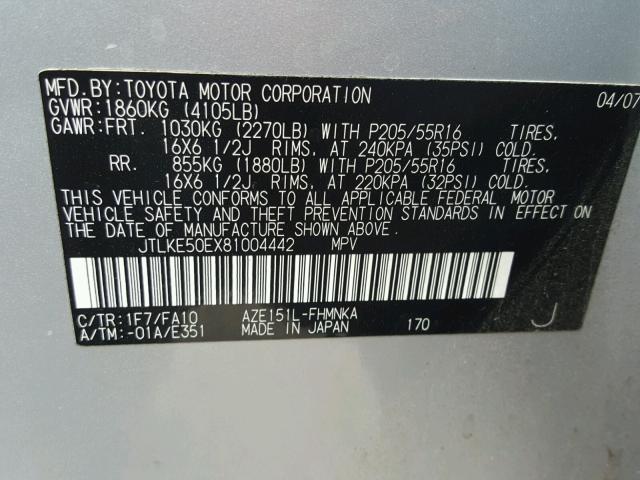 MFD.BY:TOYOTA MOTOR CORPORATION 04/07
GVWR:1860KG (4105LB)
GAWR:FRT. 1030KG (2270LB) WITH P205/55R16 TIRES.
16X6 1/2J RIMS, AT 240KPA (35PSI) COLD.
RR. 855KG (1880LB) WITH P205/55R16 TIRES.
16X6 1/2J RIMS, AT 220KPA (32PSI) COLD.
THIS VEHICLE CONFORMS TO ALL APPLICABLE FEDERAL MOTOR
VEHICLE SAFETY AND THEFT PREVENTION STANDARDS IN EFFECT ON
THE DATE OF MANUFACTURE SHOWN ABOVE.
JTLKE50EX81004442 MPV
C/TR:1F7/FA10 AZE151L-FHMNKA
A/TM:-01A/E351 MADE IN JAPAN 170 J